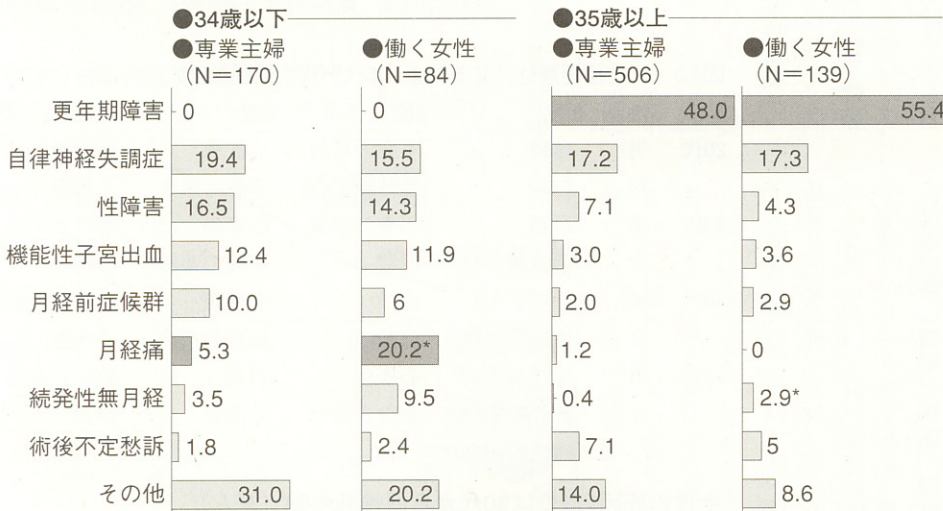 ●34歳以下 ●35歳以上
●専業主婦 ●働く女性 ●専業主婦 ●働く女性
(N=170) (N=84) (N=506) (N=139)
更年期障害 0 0 48.0 55.4
自律神経失調症 19.4 15.5 17.2 17.3
性障害 16.5 14.3 7.1 4.3
機能性子宮出血 12.4 11.9 3.0 3.6
月経前症候群 10.0 6 2.0 2.9
月経痛 5.3 20.2* 1.2 0
続発性無月経 3.5 9.5 0.4 2.9*
術後不定愁訴 1.8 2.4 7.1 5
その他 31.0 20.2 14.0 8.6